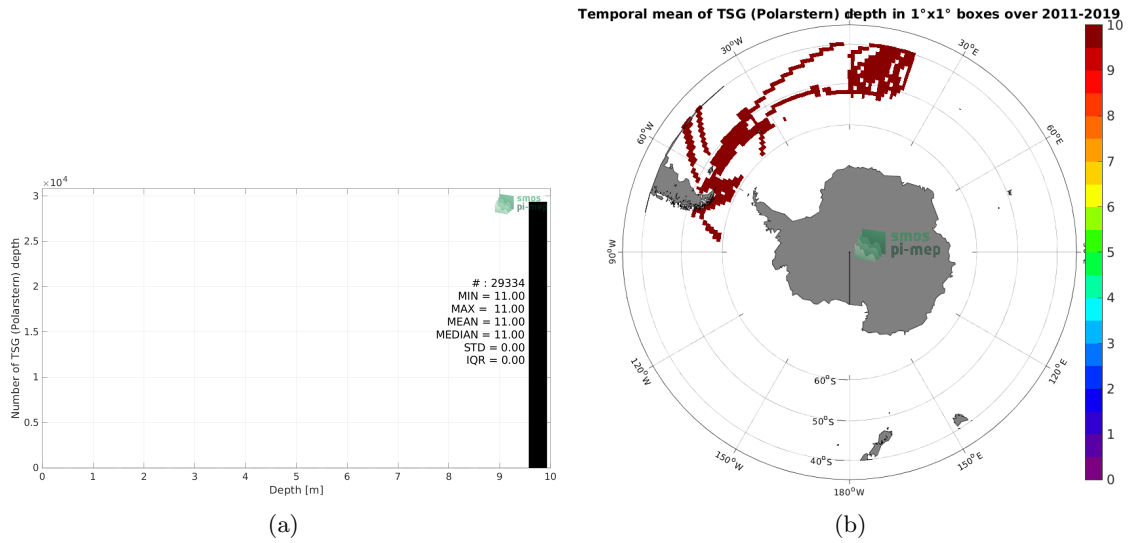 Temporal mean of TSG (Polarstern) depth in 1°x1° boxes over 2011-2019
×10⁴
3
2.5
2
1.5
1
0.5
0
Number of TSG (Polarstern) depth
smos
pi-mep
# : 29334
MIN = 11.00
MAX = 11.00
MEAN = 11.00
MEDIAN = 11.00
STD = 0.00
IQR = 0.00
0 1 2 3 4 5 6 7 8 9 10
Depth [m]
(a)
30°W
30°E
60°W
60°E
90°W
120°W
120°E
150°W
150°E
180°W
60°S
50°S
40°S
smos
pi-mep
10
9
8
7
6
5
4
3
2
1
0
(b)